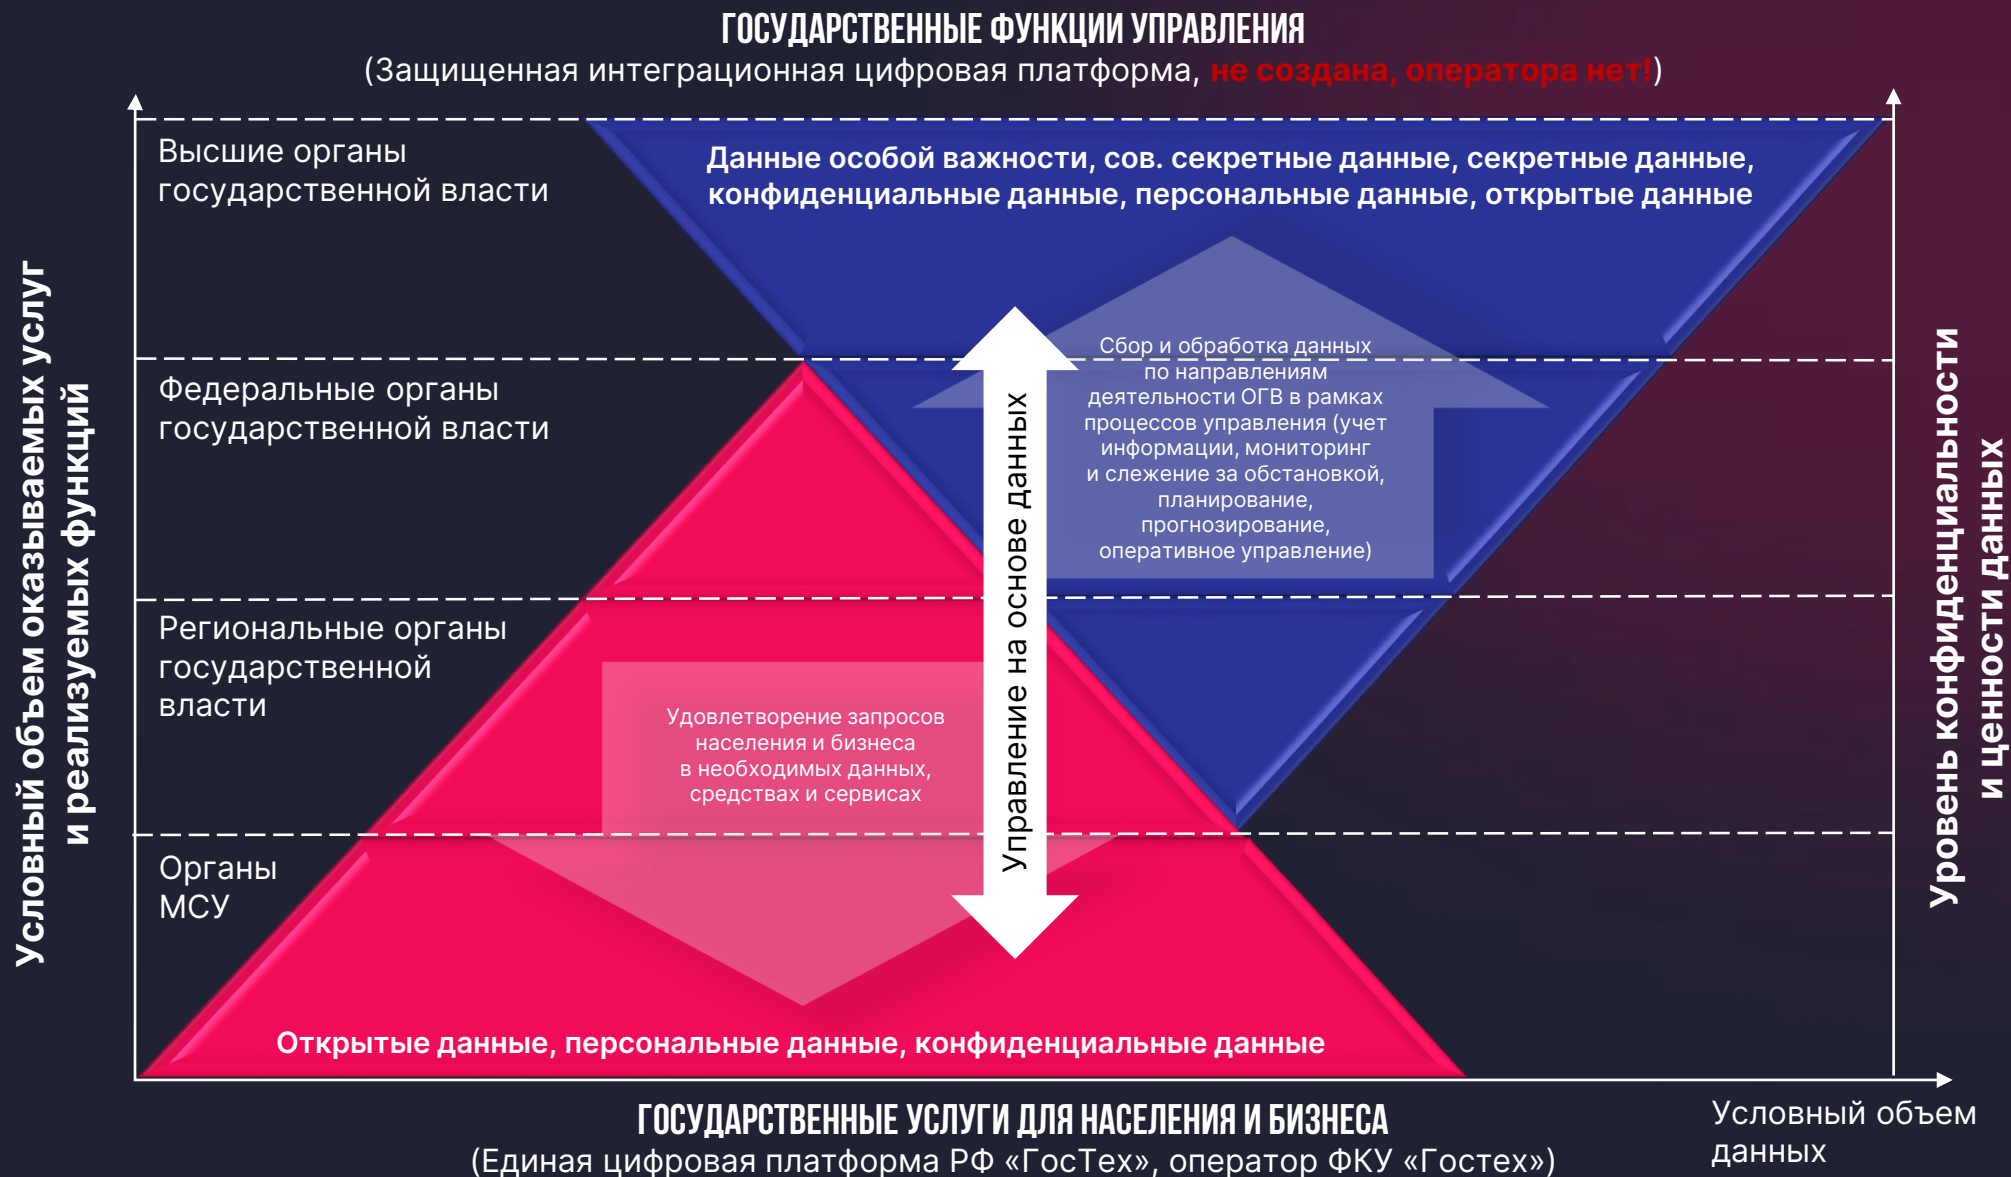 ГОСУДАРСТВЕННЫЕ ФУНКЦИИ УПРАВЛЕНИЯ
(Защищенная интеграционная цифровая платформа, не создана, оператора нет!)
Условный объем оказываемых услуг
и реализуемых функций
Высшие органы
государственной власти
Данные особой важности, сов. секретные данные, секретные данные,
конфиденциальные данные, персональные данные, открытые данные
Федеральные органы
государственной власти
Сбор и обработка данных
по направлениям
деятельности ОГВ в рамках
процессов управления (учет
информации, мониторинг
и слежение за обстановкой,
планирование,
прогнозирование,
оперативное управление)
Управление на основе данных
Региональные органы
государственной
власти
Удовлетворение запросов
населения и бизнеса
в необходимых данных,
средствах и сервисах
Органы
МСУ
Открытые данные, персональные данные, конфиденциальные данные
Уровень конфиденциальности
и ценности данных
ГОСУДАРСТВЕННЫЕ УСЛУГИ ДЛЯ НАСЕЛЕНИЯ И БИЗНЕСА
(Единая цифровая платформа РФ «ГосТех», оператор ФКУ «Гостех»)
Условный объем
данных